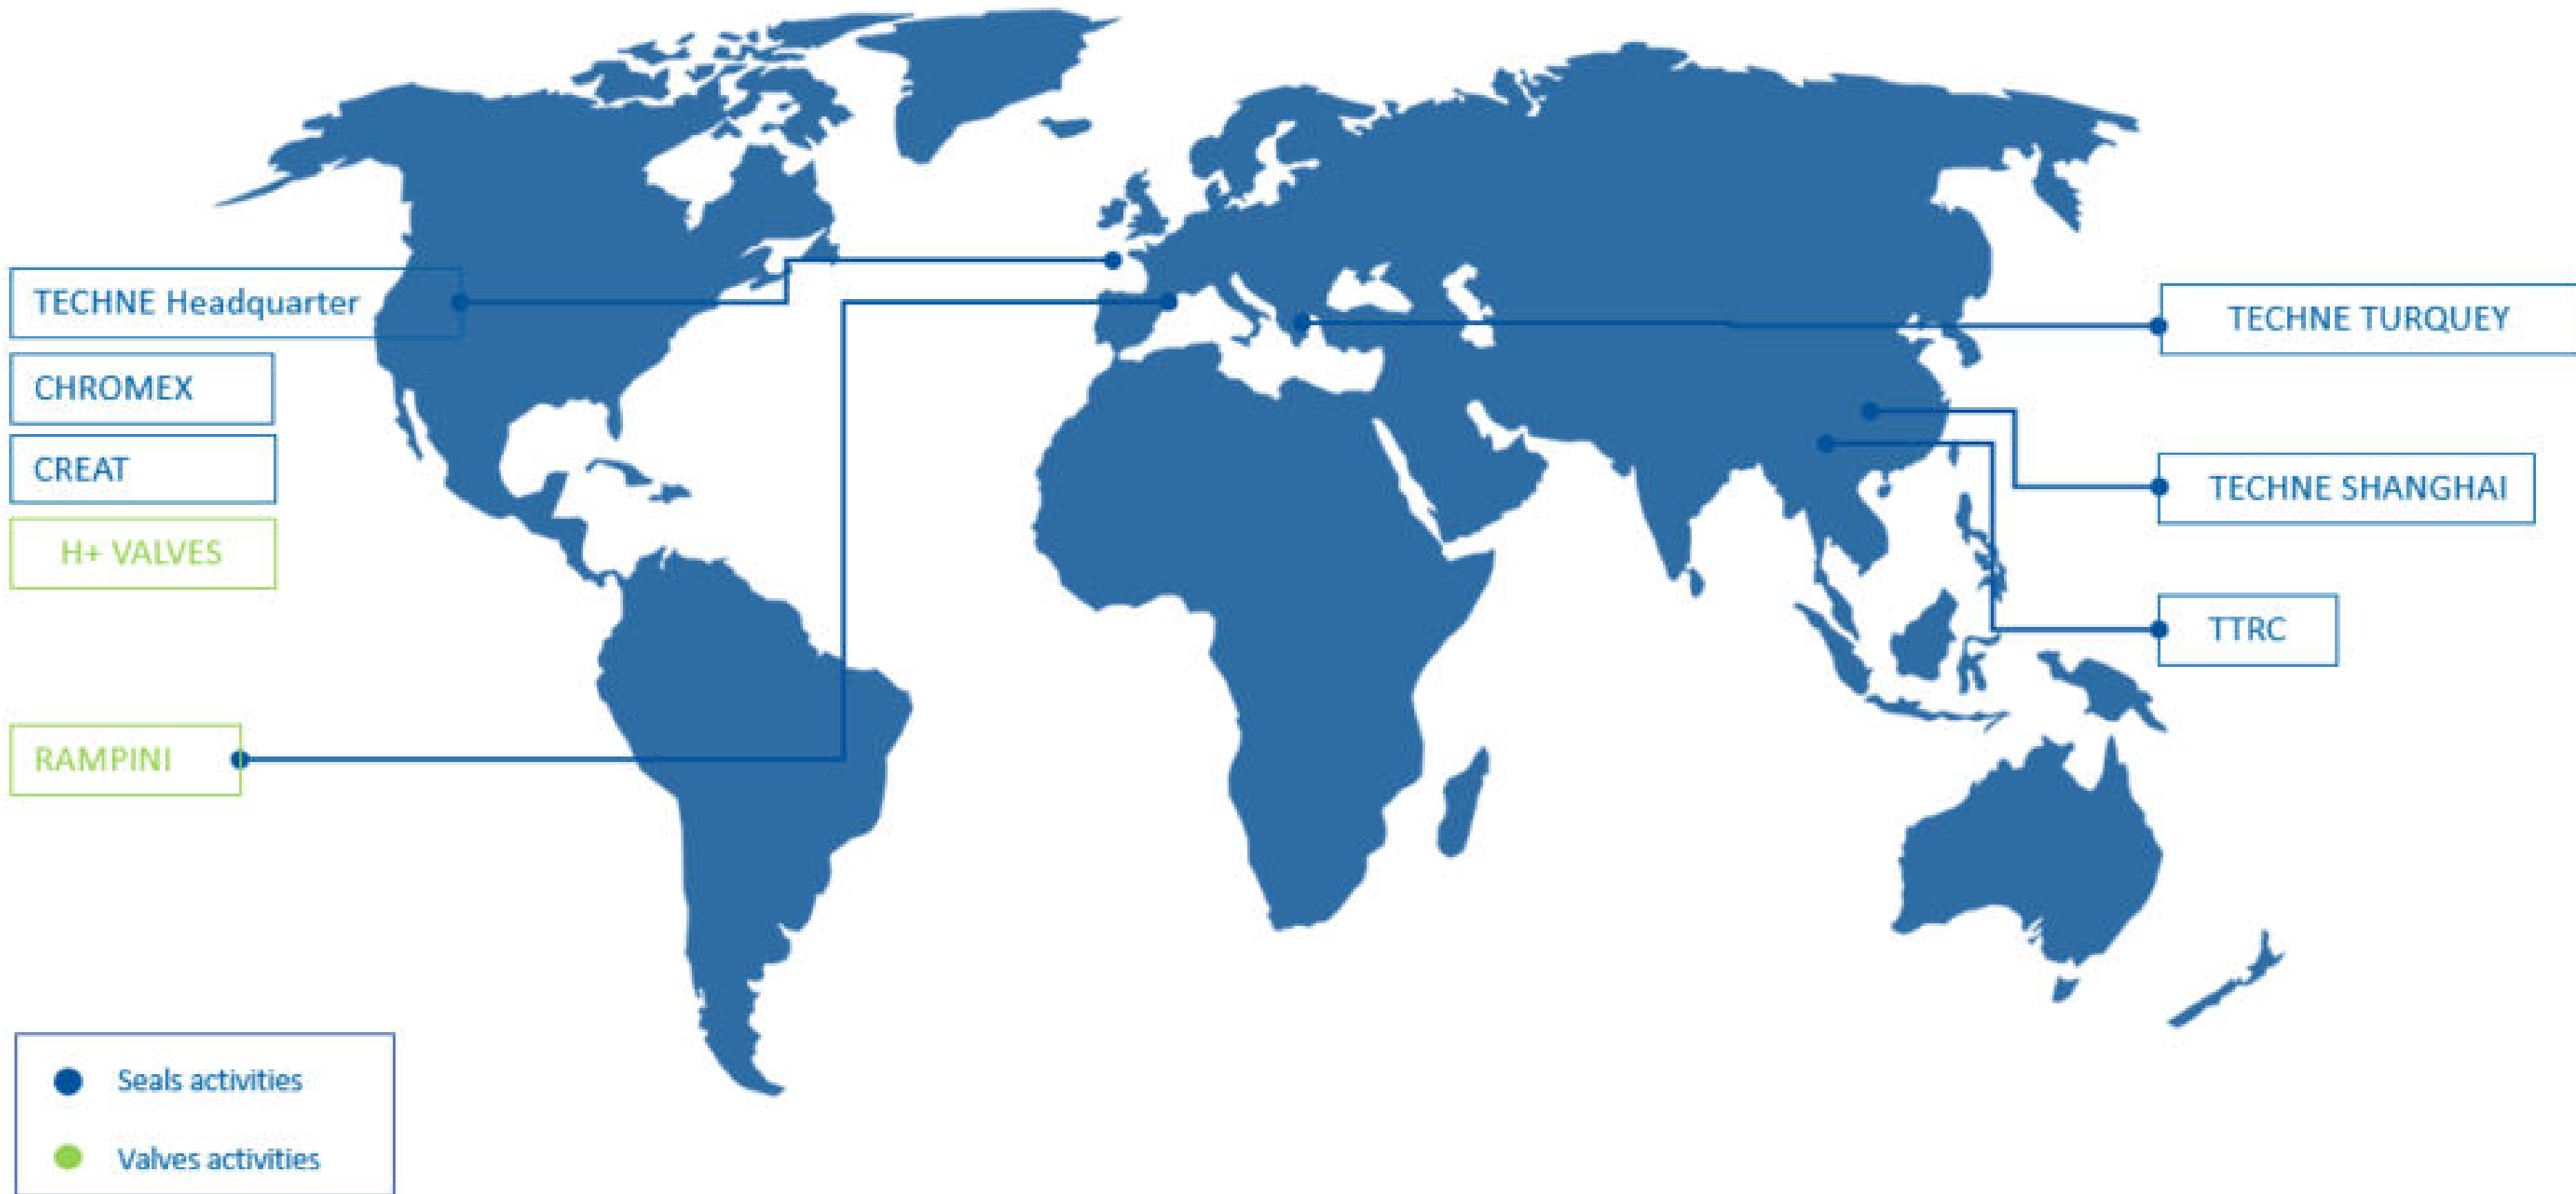 TECHNE Headquarter
CHROMEX
CREAT
H+ VALVES
RAMPINI
TECHNE TURQUEY
TECHNE SHANGHAI
TTRC
Seals activities
Valves activities